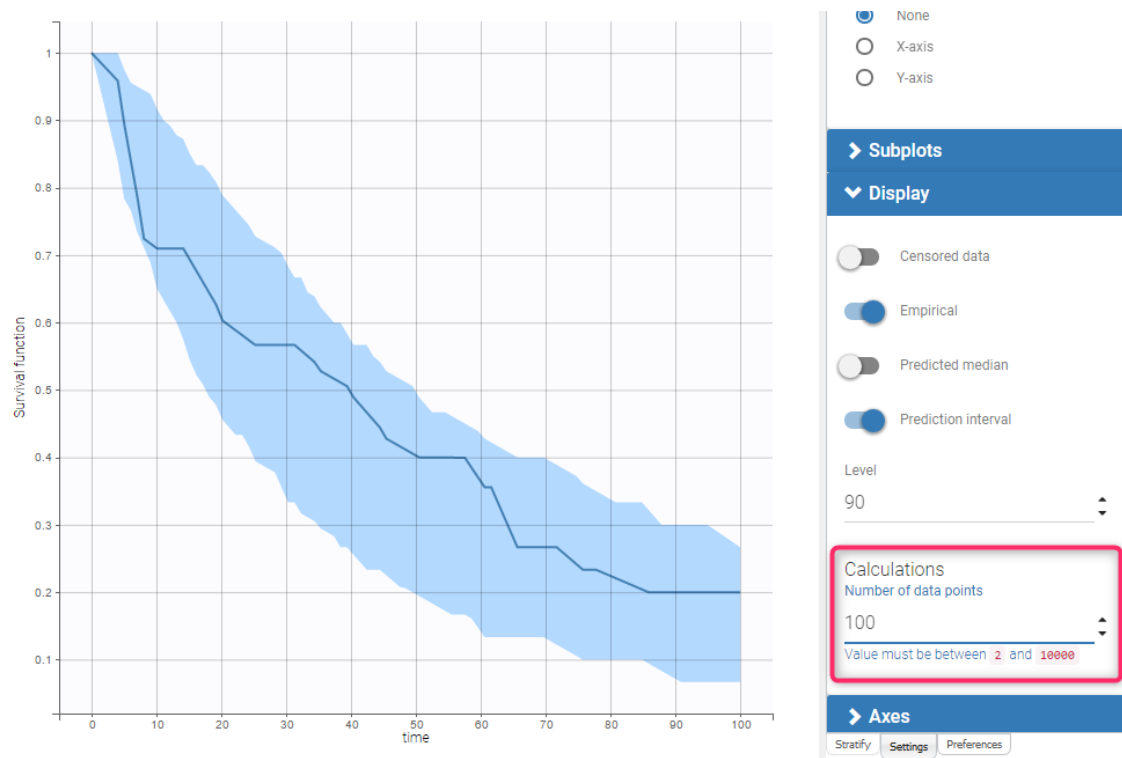 1
0.9
0.8
0.7
0.6
0.5
0.4
0.3
0.2
0.1
Survival function
0 10 20 30 40 50 60 70 80 90 100
time
None
X-axis
Y-axis
Subplots
Display
Censored data
Empirical
Predicted median
Prediction interval
Level
90
Calculations
Number of data points
100
Value must be between 2 and 10000
Axes
Stratify Settings Preferences